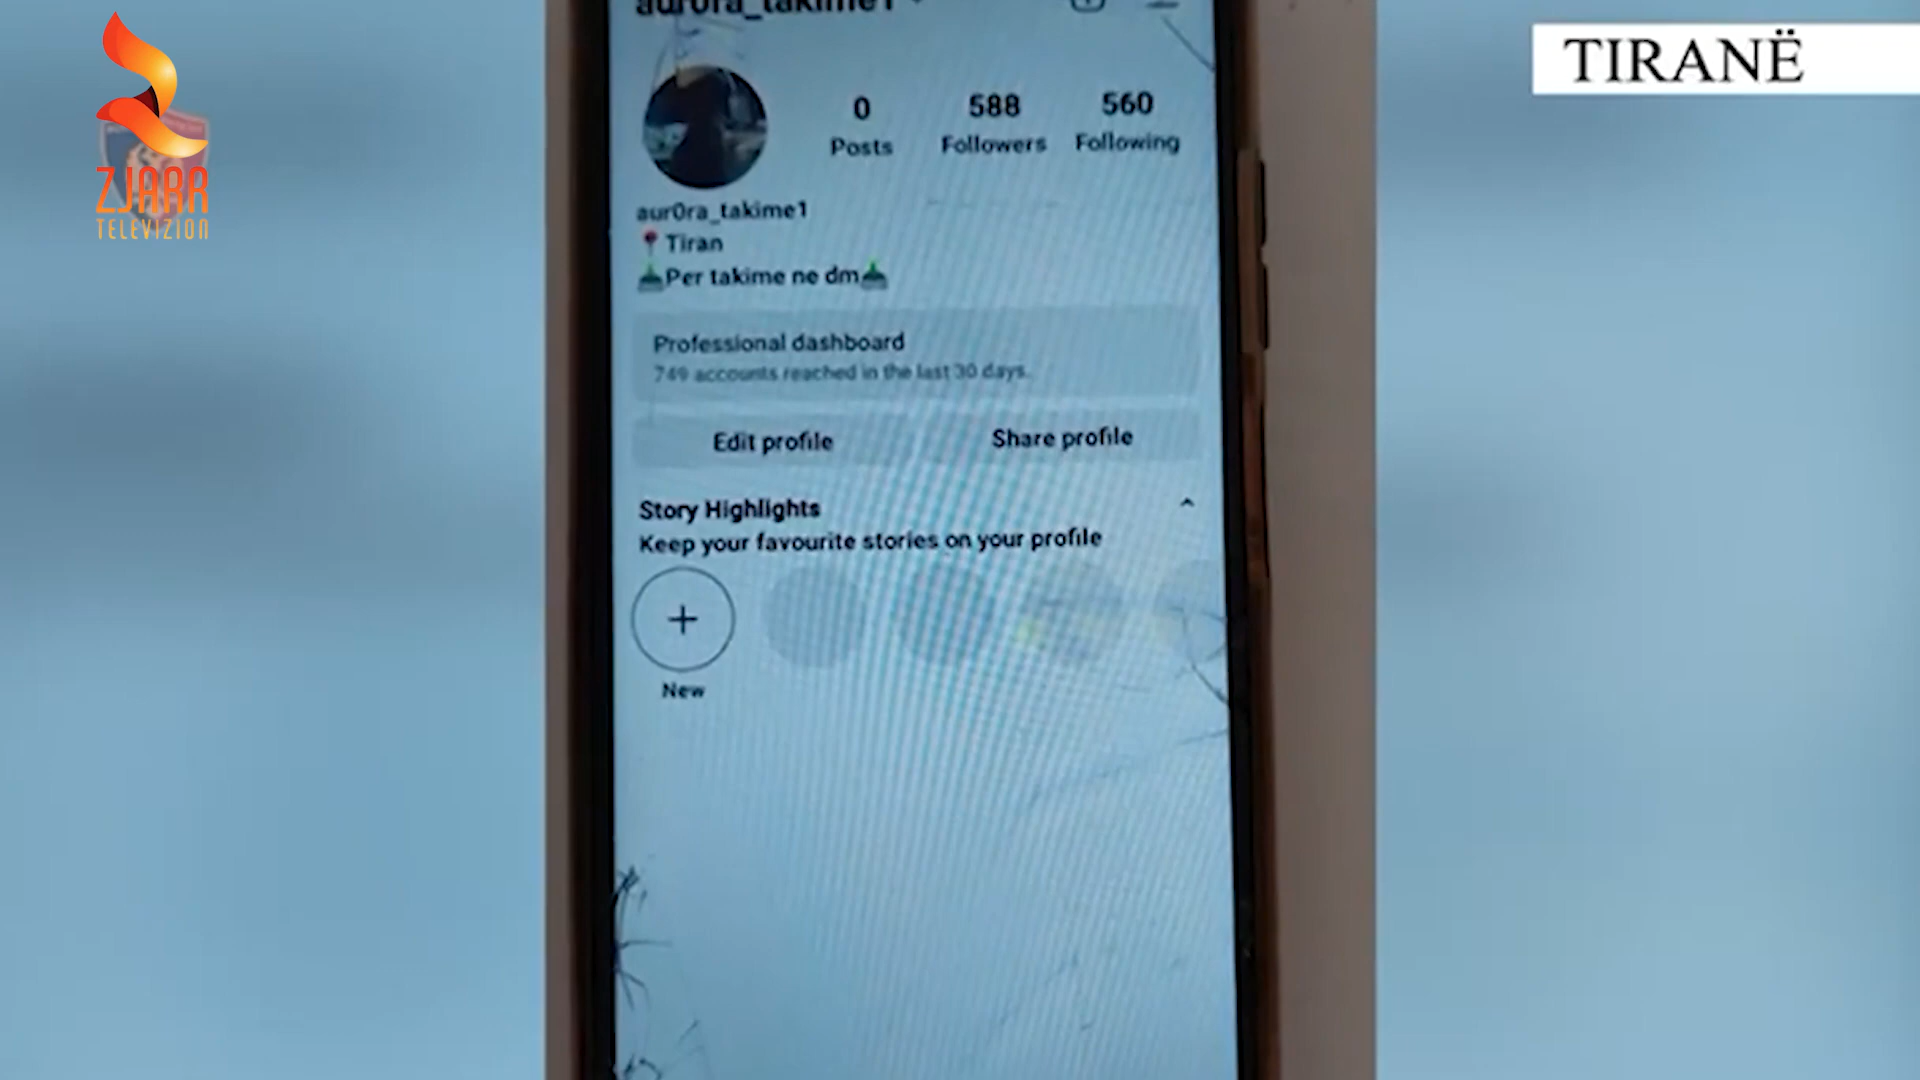 aur0ra_takime1
TIRANË
ZJARR
TELEVIZION
0
588
560
Posts
Followers
Following
aur0ra_takime1
Tiran
Per takime ne dm
Professional dashboard
749 accounts reached in the last 30 days.
Edit profile
Share profile
Story Highlights
Keep your favourite stories on your profile
New